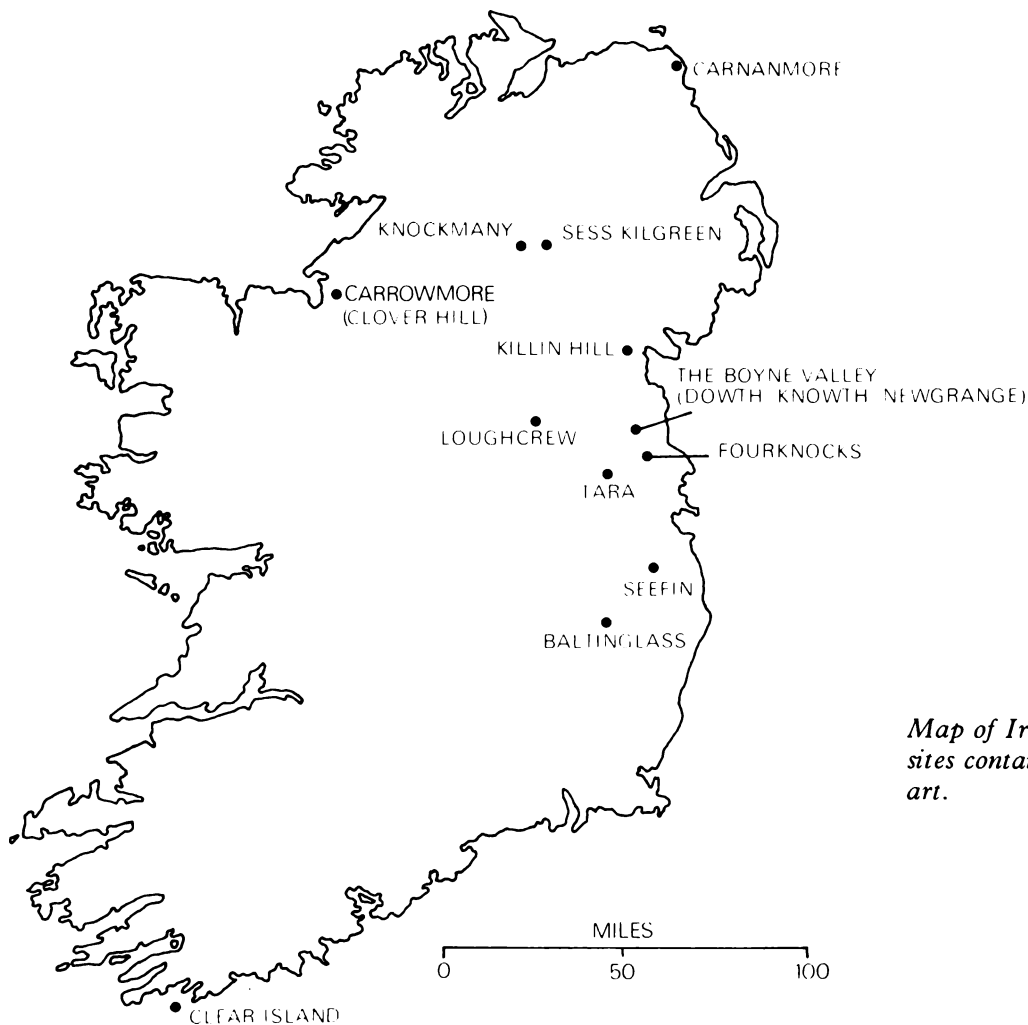 CARNANMORE
KNOCKMANY
SESS KILGREEN
CARROWMORE
(CLOVER HILL)
KILLIN HILL
THE BOYNE VALLEY
(DOWTH KNOWTH NEWGRANGE)
LOUGHCREW
FOURKNOCKS
TARA
SEEFIN
BALTINGLASS
Map of Ir
sites conta
art.
MILES
0 50 100
CLEAR ISLAND